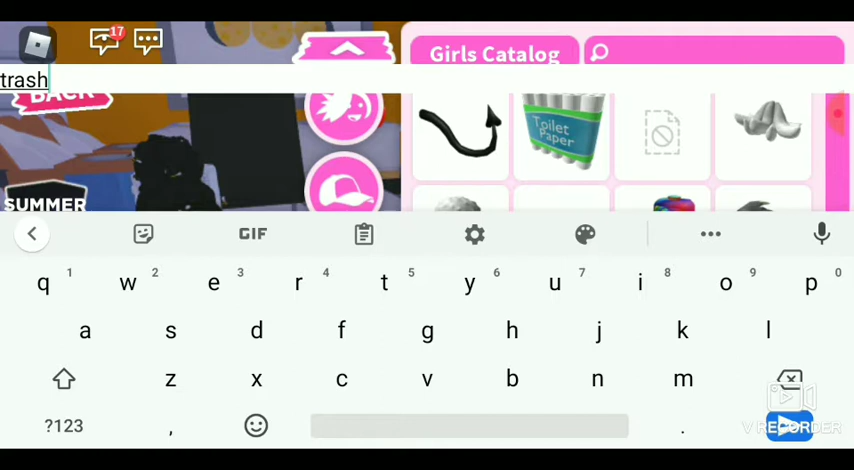 17
Girls Catalog
trash
BACK
Toilet
Paper
SUMMER
GIF
q 1 w 2 e 3 r 4 t 5 y 6 u 7 i 8 o 9 p 0
a s d f g h j k l
z x c v b n m
?123 , .
V RECORDER